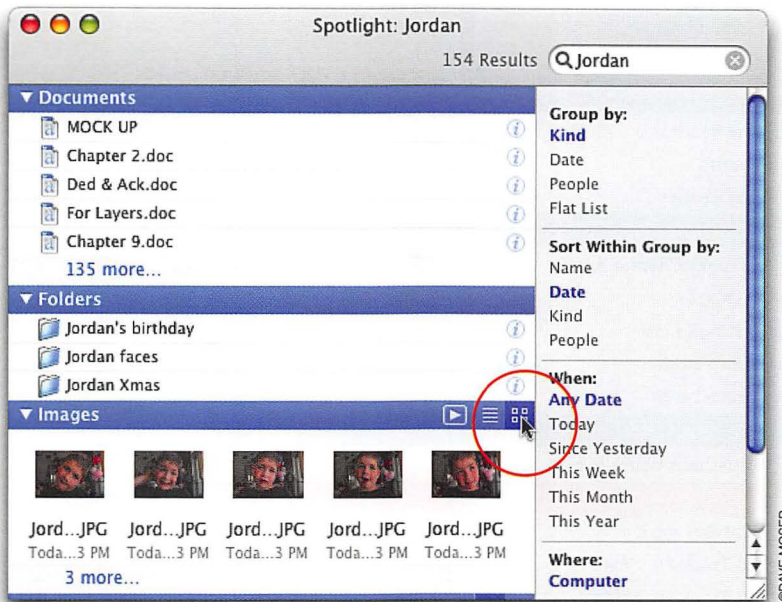 Spotlight: Jordan
154 Results
Jordan
Documents
MOCK UP
Chapter 2.doc
Ded & Ack.doc
For Layers.doc
Chapter 9.doc
135 more...
Folders
Jordan's birthday
Jordan faces
Jordan Xmas
Images
Jord...JPG Jord...JPG Jord...JPG Jord...JPG Jord...JPG
Toda...3 PM Toda...3 PM Toda...3 PM Toda...3 PM Toda...3 PM
3 more...
Group by:
Kind
Date
People
Flat List
Sort Within Group by:
Name
Date
Kind
People
When:
Any Date
Today
Since Yesterday
This Week
This Month
This Year
Where:
Computer
©DAVE MOSER